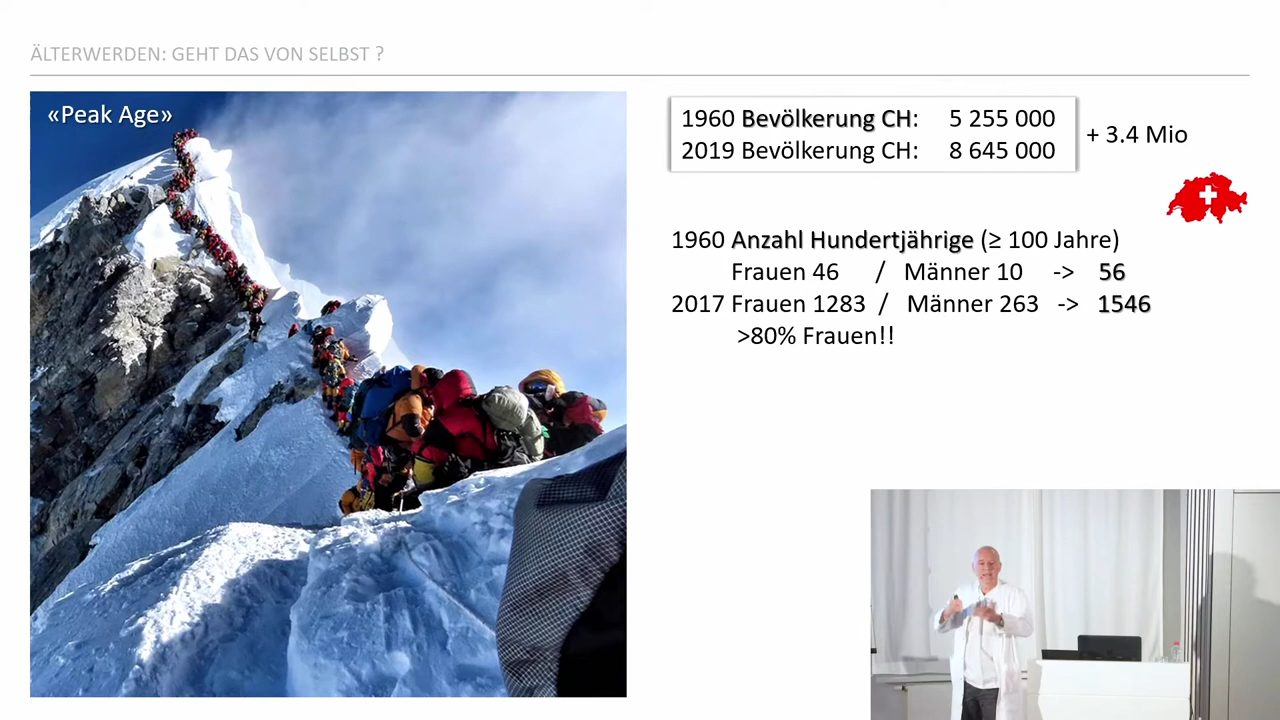 ÄLTERWERDEN: GEHT DAS VON SELBST ?
«Peak Age»
1960 Bevölkerung CH: 5 255 000
2019 Bevölkerung CH: 8 645 000
+ 3.4 Mio
1960 Anzahl Hundertjährige (≥ 100 Jahre)
Frauen 46 / Männer 10 -> 56
2017 Frauen 1283 / Männer 263 -> 1546
>80% Frauen!!